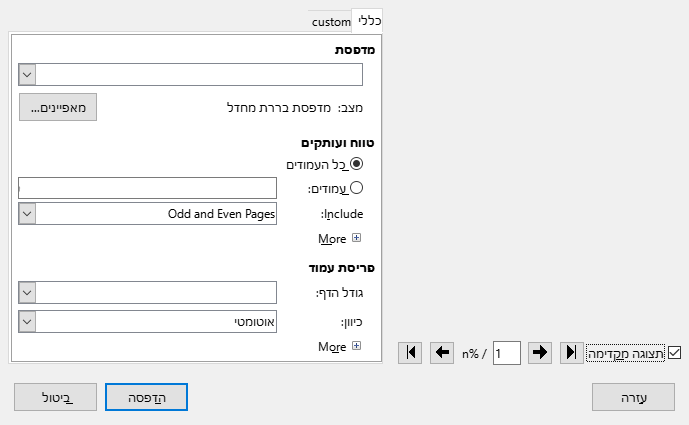 כללי
custom
מדפסת
מצב: מדפסת בררת מחדל
מאפיינים...
טווח ועותקים
כל העמודים
עמודים:
Include:
Odd and Even Pages
More
פריסת עמוד
גודל הדף:
כיוון:
אוטומטי
More
תצוגה מקדימה
1
/ %n
עזרה
הדפסה
ביטול